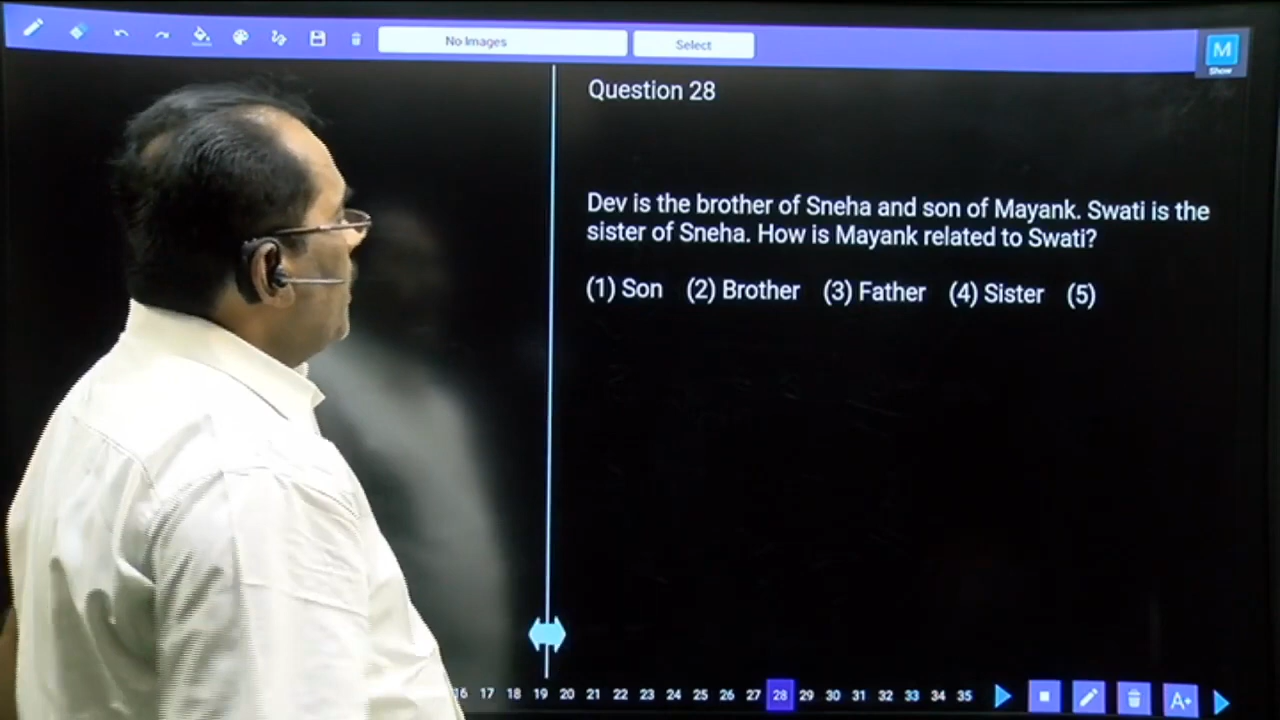 No Images
Select
M
Show
Question 28
Dev is the brother of Sneha and son of Mayank. Swati is the
sister of Sneha. How is Mayank related to Swati?
(1) Son (2) Brother (3) Father (4) Sister (5)
16 17 18 19 20 21 22 23 24 25 26 27 28 29 30 31 32 33 34 35
A+